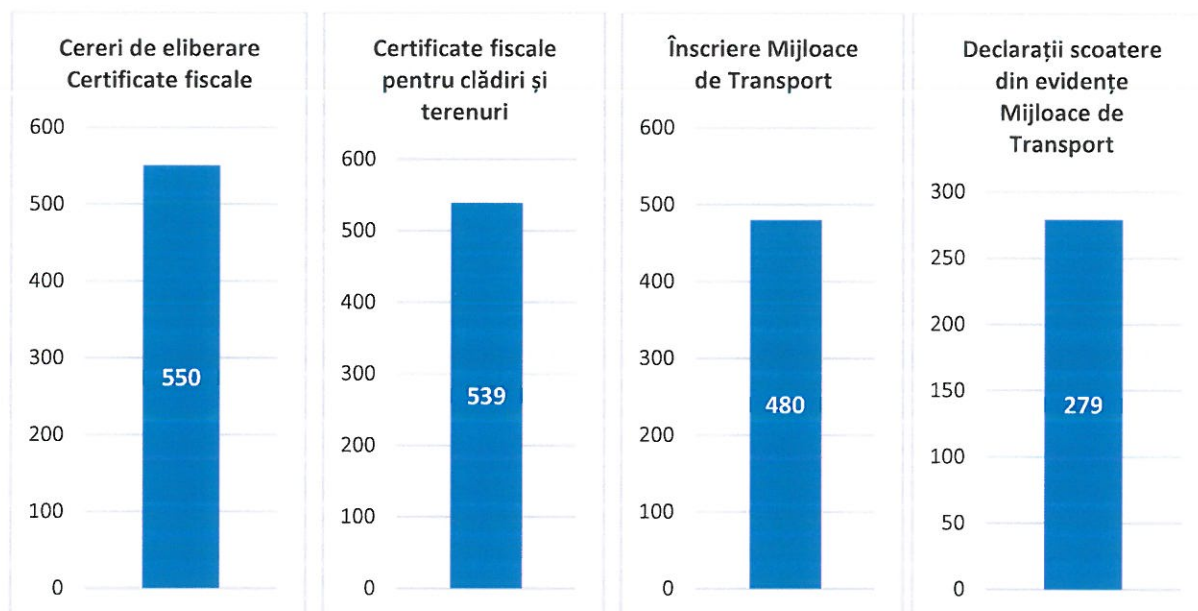 Cereri de eliberare
Certificate fiscale
600
500
400
300
200
100
0
550
Certificate fiscale
pentru clădiri și
terenuri
600
500
400
300
200
100
0
539
Înscriere Mijloace
de Transport
600
500
400
300
200
100
0
480
Declarații scoatere
din evidențe
Mijloace de
Transport
300
250
200
150
100
50
0
279